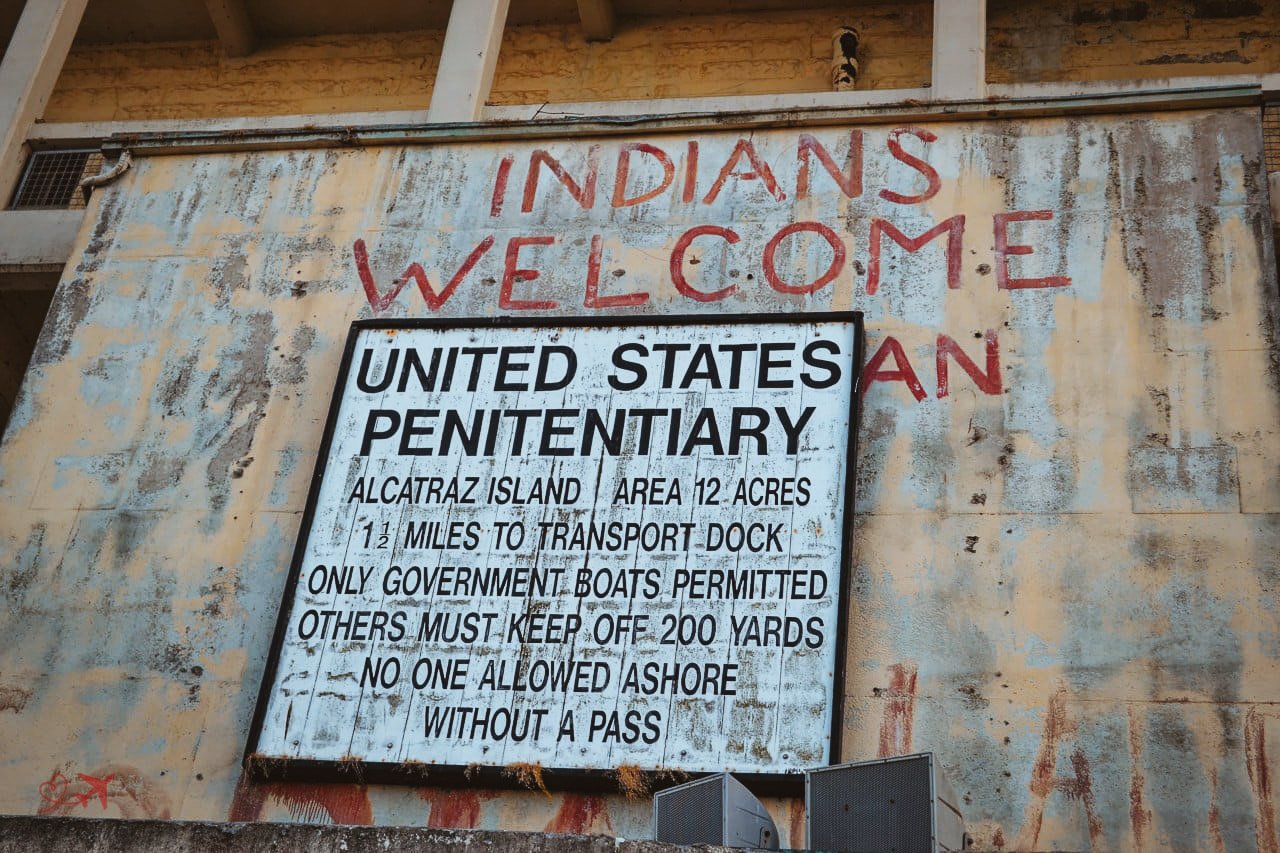 INDIANS
WELCOME
AN
UNITED STATES
PENITENTIARY
ALCATRAZ ISLAND AREA 12 ACRES
1½ MILES TO TRANSPORT DOCK
ONLY GOVERNMENT BOATS PERMITTED
OTHERS MUST KEEP OFF 200 YARDS
NO ONE ALLOWED ASHORE
WITHOUT A PASS